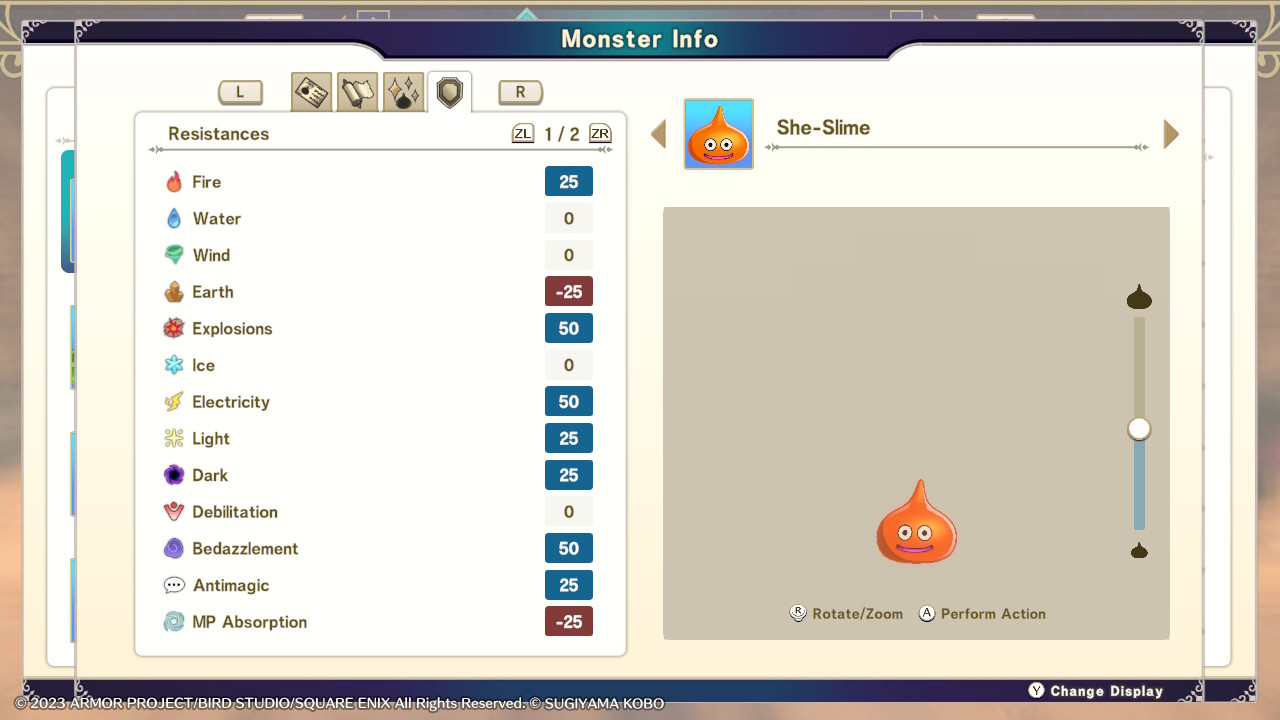 Monster Info
L
R
Resistances
ZL 1 / 2 ZR
Fire 25
Water 0
Wind 0
Earth -25
Explosions 50
Ice 0
Electricity 50
Light 25
Dark 25
Debilitation 0
Bedazzlement 50
Antimagic 25
MP Absorption -25
She-Slime
R Rotate/Zoom A Perform Action
Y Change Display
© 2023 ARMOR PROJECT/BIRD STUDIO/SQUARE ENIX All Rights Reserved. © SUGIYAMA KOBO